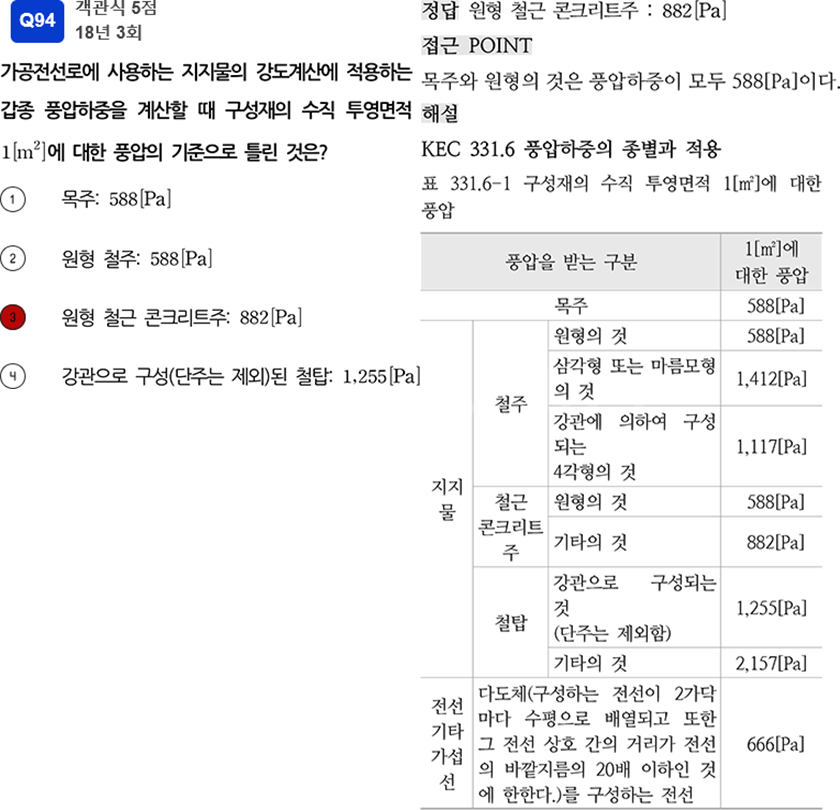 Q94
객관식 5점
18년 3회
가공전선로에 사용하는 지지물의 강도계산에 적용하는
갑종 풍압하중을 계산할 때 구성재의 수직 투영면적
1[m²]에 대한 풍압의 기준으로 틀린 것은?
1 목주: 588[Pa]
2 원형 철주: 588[Pa]
3 원형 철근 콘크리트주: 882[Pa]
4 강관으로 구성(단주는 제외)된 철탑: 1,255[Pa]
정답 원형 철근 콘크리트주 : 882[Pa]
접근 POINT
목주와 원형의 것은 풍압하중이 모두 588[Pa]이다.
해설
KEC 331.6 풍압하중의 종별과 적용
표 331.6-1 구성재의 수직 투영면적 1[㎡]에 대한
풍압
풍압을 받는 구분
1[㎡]에
대한 풍압
목주 588[Pa]
지지
물
철주
원형의 것 588[Pa]
삼각형 또는 마름모형
의 것
1,412[Pa]
강관에 의하여 구성
되는
4각형의 것
1,117[Pa]
철근
콘크리트
주
원형의 것 588[Pa]
기타의 것 882[Pa]
철탑
강관으로 구성되는
것
(단주는 제외함)
1,255[Pa]
기타의 것 2,157[Pa]
전선
기타
가섭
선
다도체(구성하는 전선이 2가닥
마다 수평으로 배열되고 또한
그 전선 상호 간의 거리가 전선
의 바깥지름의 20배 이하인 것
에 한한다.)를 구성하는 전선
666[Pa]